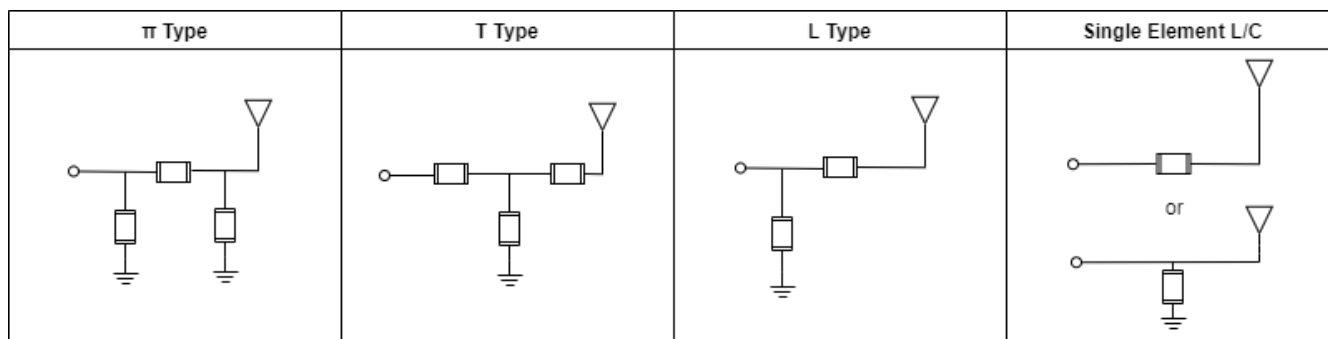 π Type
T Type
L Type
Single Element L/C
or